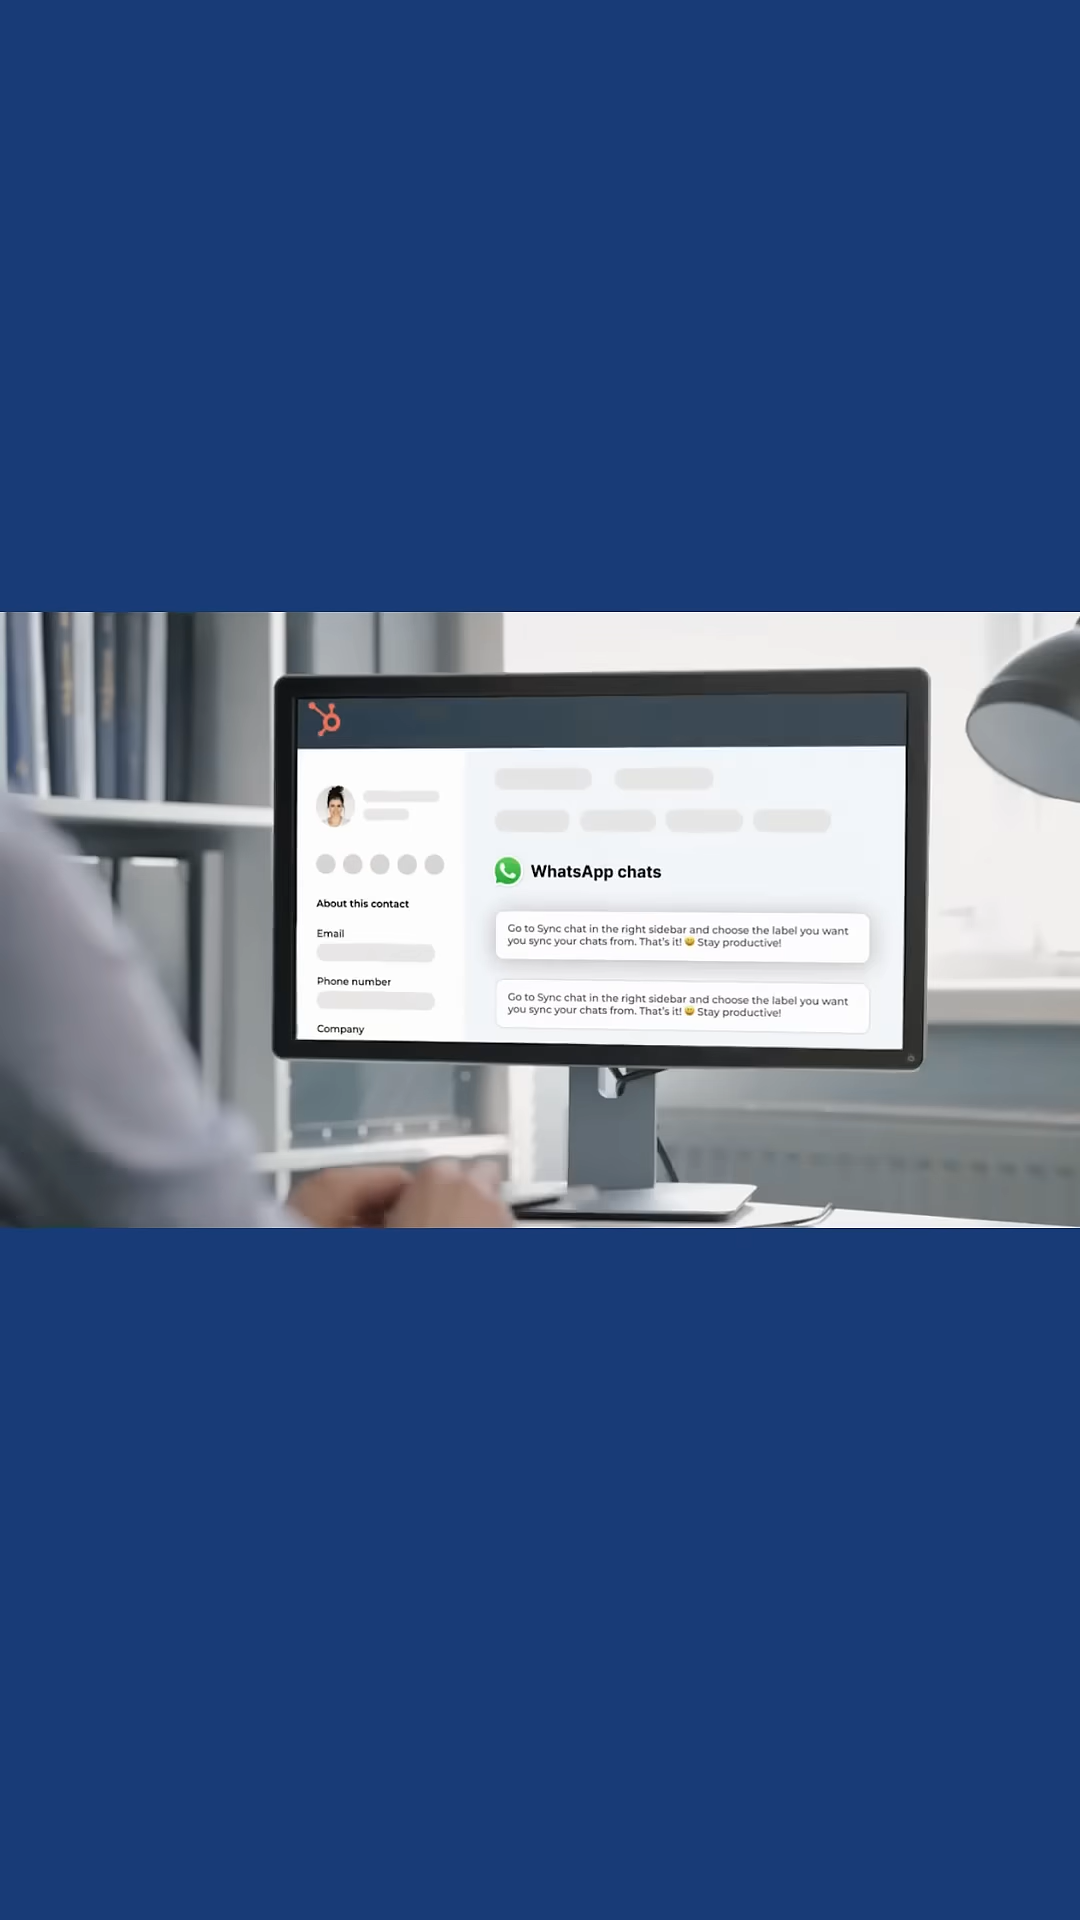 WhatsApp chats
About this contact
Email
Phone number
Company
Go to Sync chat in the right sidebar and choose the label you want
you sync your chats from. That's it! 😀 Stay productive!
Go to Sync chat in the right sidebar and choose the label you want
you sync your chats from. That's it! 😀 Stay productive!